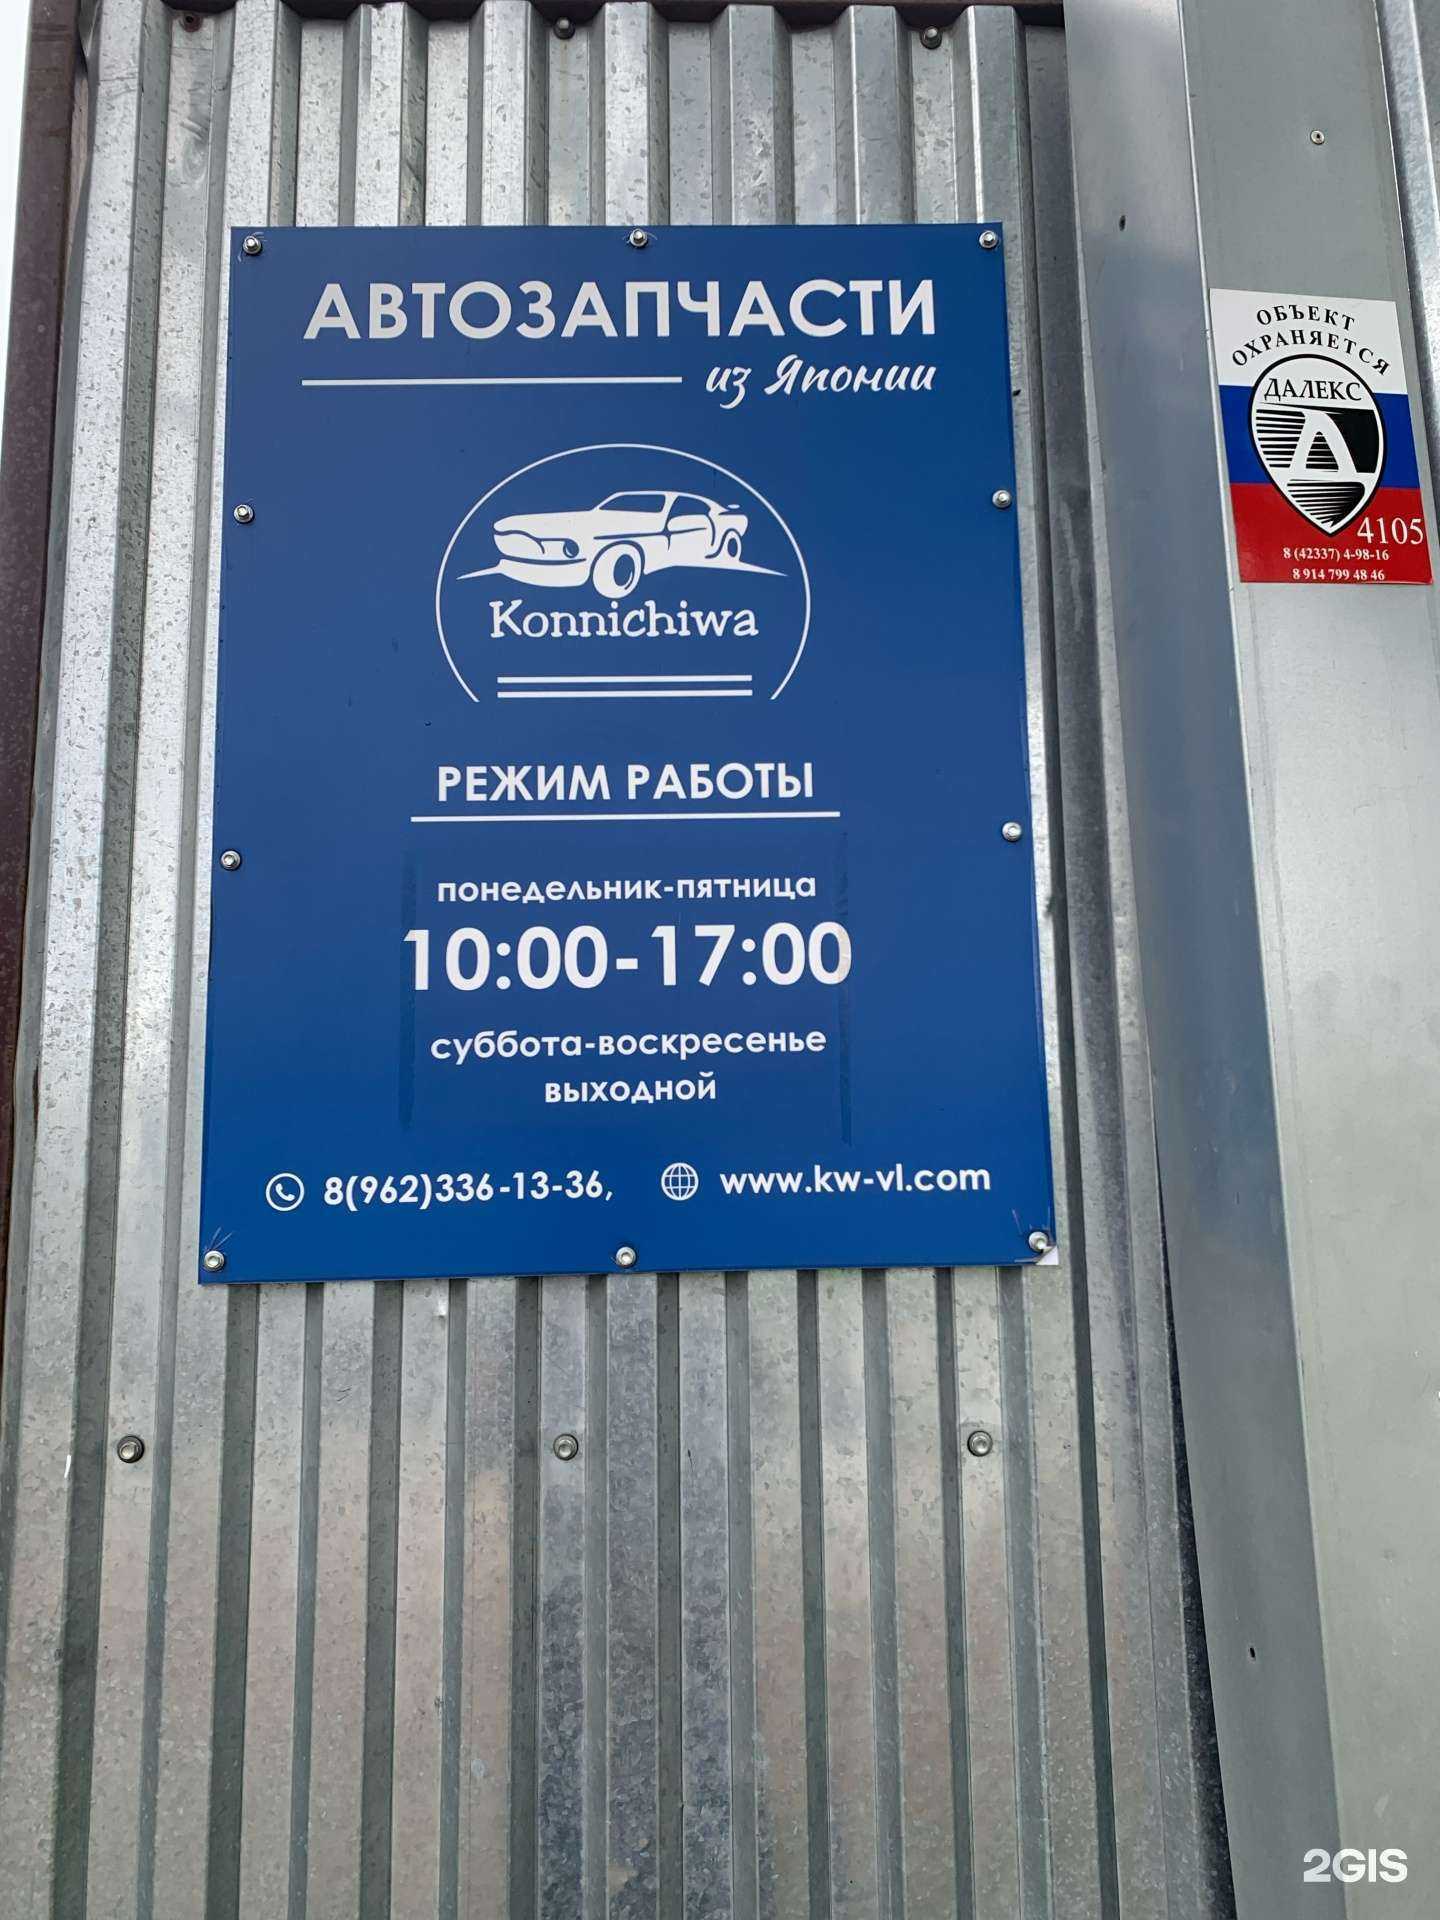 АВТОЗАПЧАСТИ
из Японии
Konnichiwa
РЕЖИМ РАБОТЫ
понедельник-пятница
10:00-17:00
суббота-воскресенье
выходной
8(962)336-13-36,
www.kw-vl.com
ОБЪЕКТ
ОХРАНЯЕТСЯ
ДАЛЕКС
Д
4105
8 (42337) 4-98-16
8 914 799 48 46
2GIS